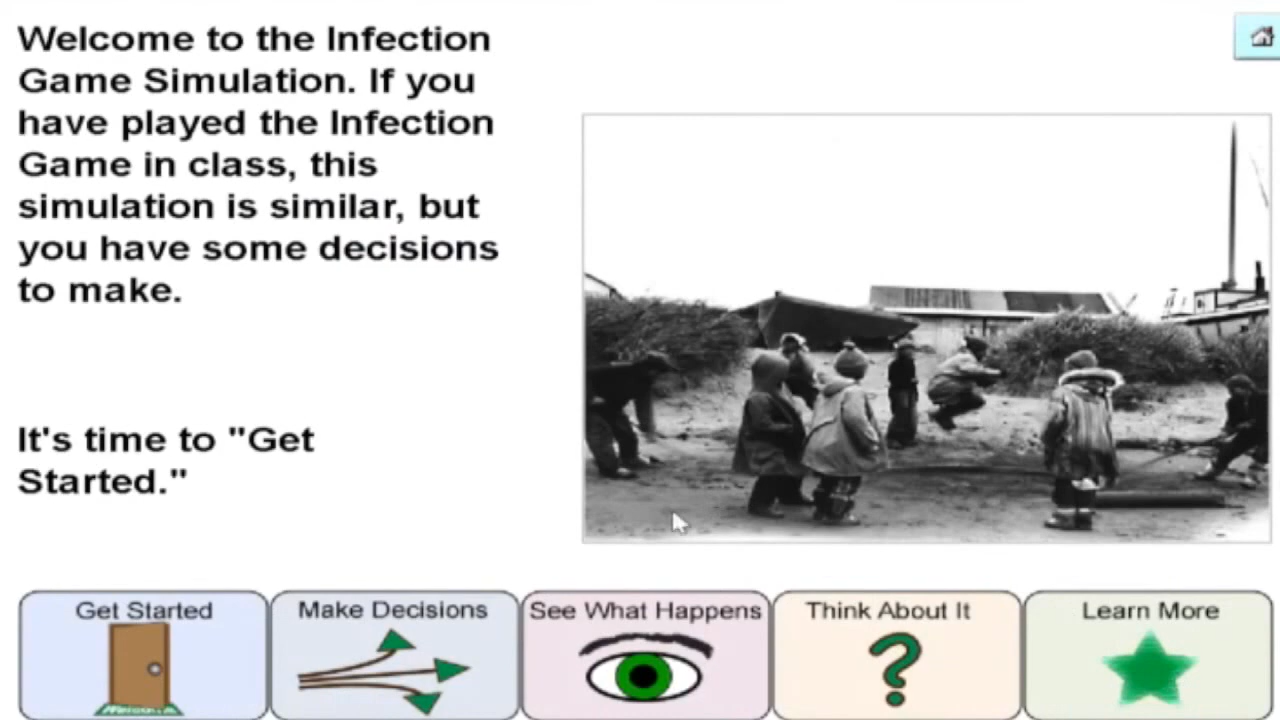 Welcome to the Infection
Game Simulation. If you
have played the Infection
Game in class, this
simulation is similar, but
you have some decisions
to make.
It's time to "Get
Started."
Get Started
Make Decisions
See What Happens
Think About It
Learn More
Welcome